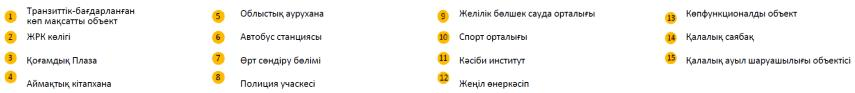 1 Транзиттік-бағдарланған
көп мақсатты объект
2 ЖРК көлігі
3 Қоғамдық Плаза
4 Аймақтық кітапхана
5 Облыстық аурухана
6 Автобус станциясы
7 Өрт сөндіру бөлімі
8 Полиция учаскесі
9 Желілік бөлшек сауда орталығы
10 Спорт орталығы
11 Кәсіби институт
12 Жеңіл өнеркәсіп
13 Көпфункционалды объект
14 Қалалық саябақ
15 Қалалық ауыл шаруашылығы объектісі